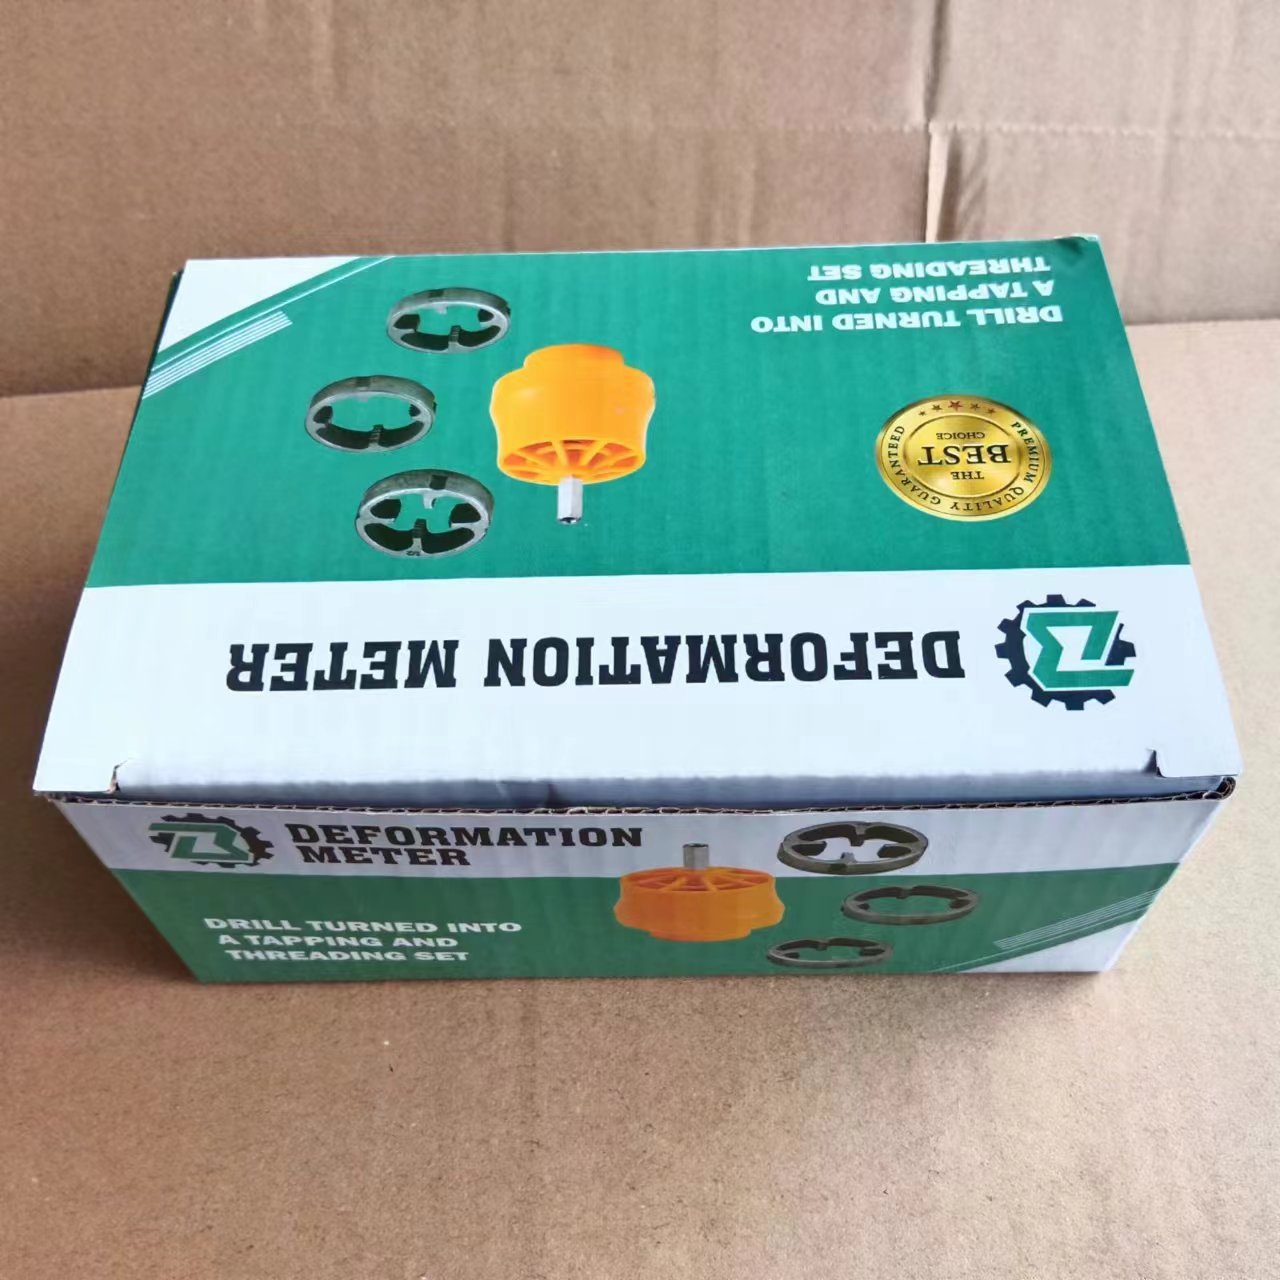 DRILL TURNED INTO
A TAPPING AND
THREADING SET
PREMIUM QUALITY GUARANTEED
THE
BEST
CHOICE
DEFORMATION METER
DEFORMATION
METER
DRILL TURNED INTO
A TAPPING AND
THREADING SET